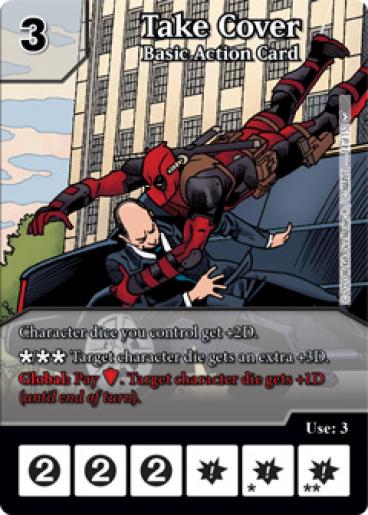 3
Take Cover
Basic Action Card
Character dice you control get +2D.
*** Target character die gets an extra +3D.
Global: Pay . Target character die gets +1D
(until end of turn).
Use: 3
2 2 2 ! ! !
* **